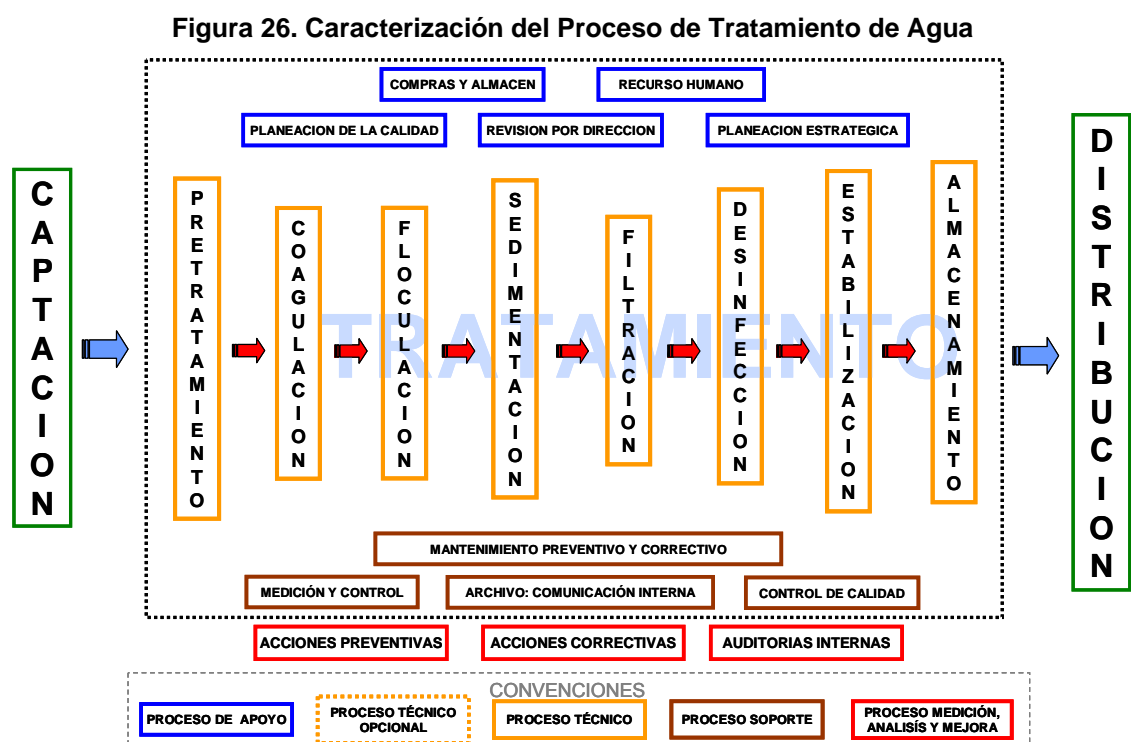 Figura 26. Caracterización del Proceso de Tratamiento de Agua
COMPRAS Y ALMACEN
RECURSO HUMANO
PLANEACION DE LA CALIDAD
REVISION POR DIRECCION
PLANEACION ESTRATEGICA
CAPTACION
PRETRATAMIENTO
COAGULACION
FLOCULACION
SEDIMENTACION
FILTRACION
DESINFECCION
ESTABILIZACION
ALMACENAMIENTO
DISTRIBUCION
TRATAMIENTO
MANTENIMIENTO PREVENTIVO Y CORRECTIVO
MEDICIÓN Y CONTROL
ARCHIVO: COMUNICACIÓN INTERNA
CONTROL DE CALIDAD
ACCIONES PREVENTIVAS
ACCIONES CORRECTIVAS
AUDITORIAS INTERNAS
CONVENCIONES
PROCESO DE APOYO
PROCESO TÉCNICO
OPCIONAL
PROCESO TÉCNICO
PROCESO SOPORTE
PROCESO MEDICIÓN,
ANALISÍS Y MEJORA